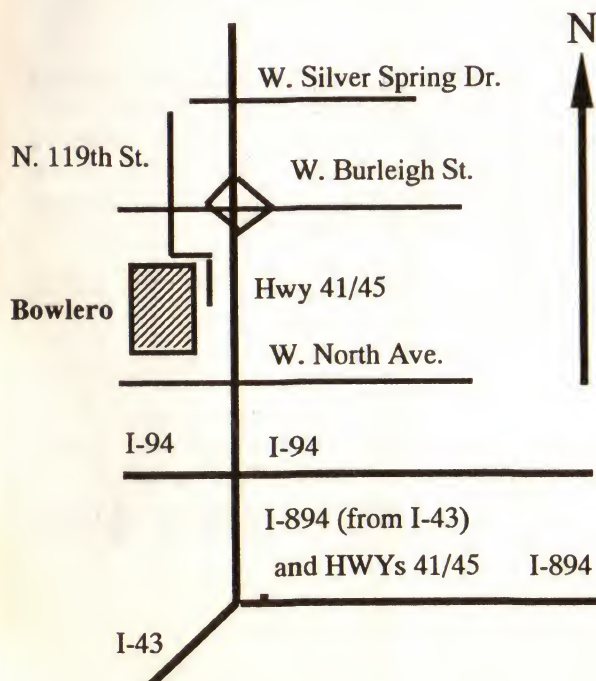 N
W. Silver Spring Dr.
N. 119th St.
W. Burleigh St.
Hwy 41/45
Bowlero
W. North Ave.
I-94
I-94
I-894 (from I-43)
and HWYs 41/45
I-894
I-43